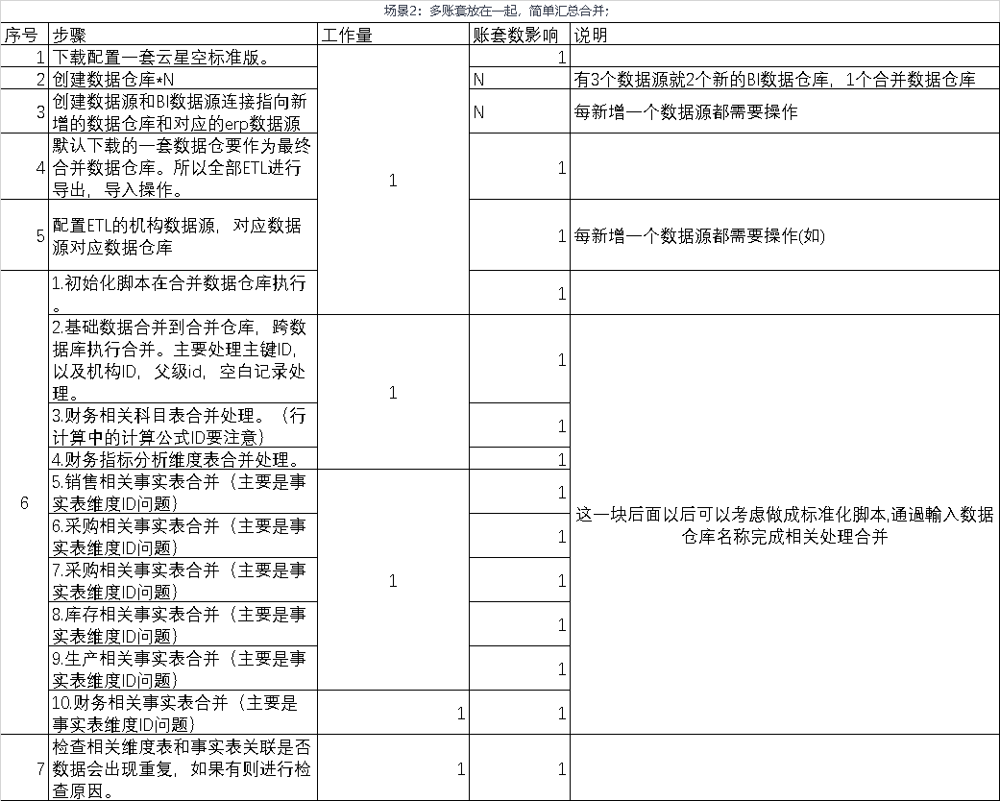 场景2：多账套放在一起，简单汇总合并；
序号 步骤 工作量 账套数影响 说明
1 下载配置一套云星空标准版。 1
2 创建数据仓库*N N 有3个数据源就2个新的BI数据仓库，1个合并数据仓库
3 创建数据源和BI数据源连接指向新
增的数据仓库和对应的erp数据源 N 每新增一个数据源都需要操作
4 默认下载的一套数据仓要作为最终
合并数据仓库。所以全部ETL进行
导出，导入操作。 1 1
5 配置ETL的机构数据源，对应数据
源对应数据仓库 1 每新增一个数据源都需要操作(如)
1.初始化脚本在合并数据仓库执行
。 1
2.基础数据合并到合并仓库，跨数
据库执行合并。主要处理主键ID，
以及机构ID，父级id，空白记录处
理。 1 1
3.财务相关科目表合并处理。（行
计算中的计算公式ID要注意） 1
4.财务指标分析维度表合并处理。 1
6
5.销售相关事实表合并（主要是事
实表维度ID问题） 1
这一块后面以后可以考虑做成标准化脚本,通過輸入数据
仓库名称完成相关处理合并
6.采购相关事实表合并（主要是事
实表维度ID问题） 1
7.采购相关事实表合并（主要是事
实表维度ID问题） 1 1
8.库存相关事实表合并（主要是事
实表维度ID问题） 1
9.生产相关事实表合并（主要是事
实表维度ID问题） 1
10.财务相关事实表合并（主要是
事实表维度ID问题） 1 1
7 检查相关维度表和事实表关联是否
数据会出现重复，如果有则进行检
查原因。 1 1